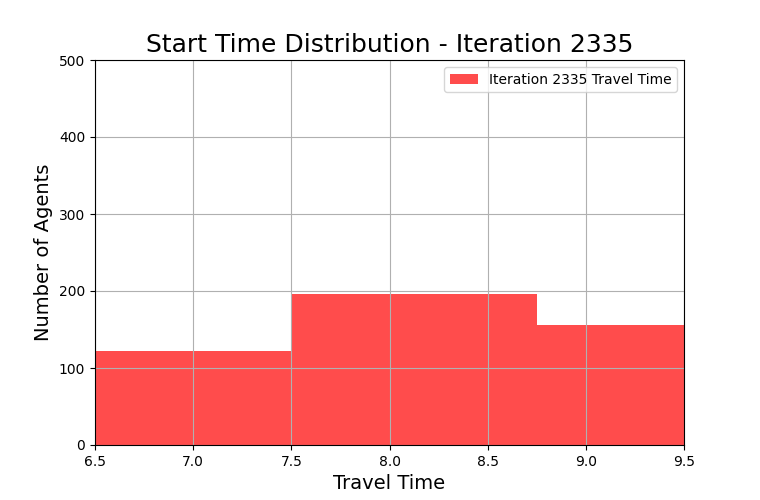 Start Time Distribution - Iteration 2335
Iteration 2335 Travel Time
Number of Agents
500
400
300
200
100
0
6.5 7.0 7.5 8.0 8.5 9.0 9.5
Travel Time